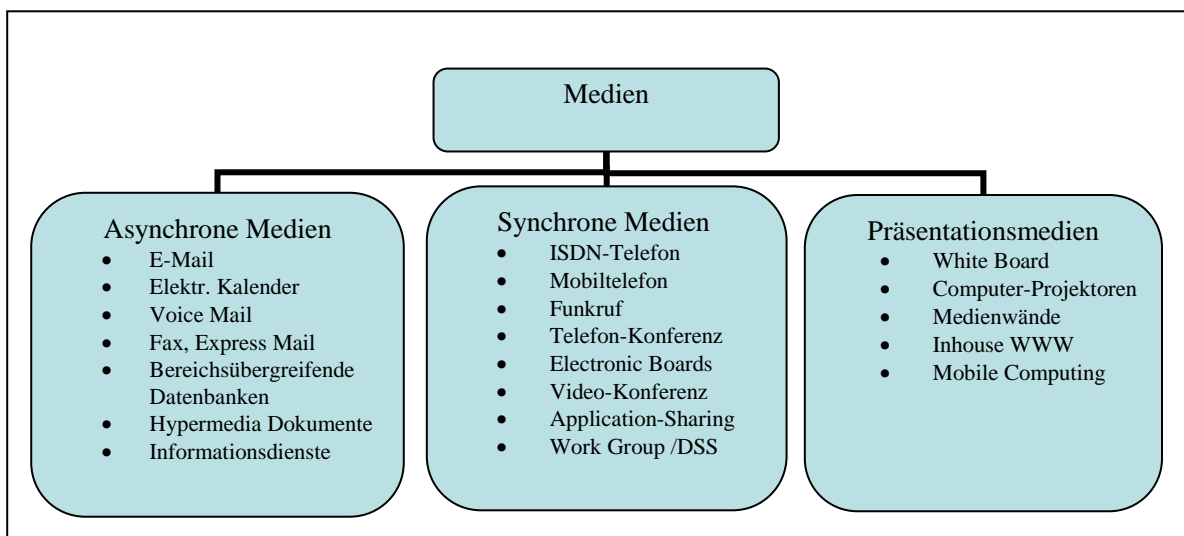 Medien
Asynchrone Medien
• E-Mail
• Elektr. Kalender
• Voice Mail
• Fax, Express Mail
• Bereichsübergreifende
Datenbanken
• Hypermedia Dokumente
• Informationsdienste
Synchrone Medien
• ISDN-Telefon
• Mobiltelefon
• Funkruf
• Telefon-Konferenz
• Electronic Boards
• Video-Konferenz
• Application-Sharing
• Work Group /DSS
Präsentationsmedien
• White Board
• Computer-Projektoren
• Medienwände
• Inhouse WWW
• Mobile Computing